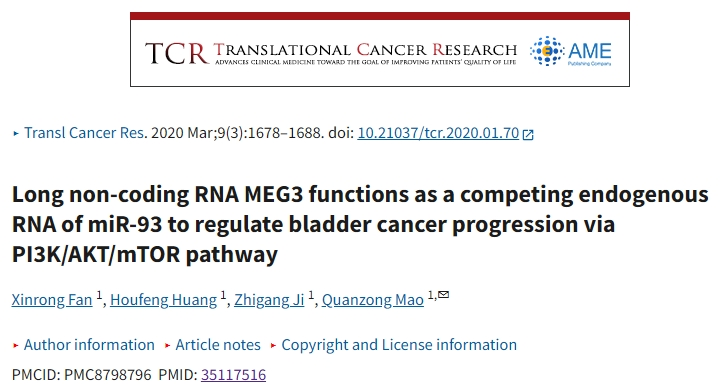 TCR TRANSLATIONAL CANCER RESEARCH
ADVANCES CLINICAL MEDICINE TOWARD THE GOAL OF IMPROVING PATIENTS' QUALITY OF LIFE
AME
Publishing Company
▸ Transl Cancer Res. 2020 Mar;9(3):1678–1688. doi: 10.21037/tcr.2020.01.70
Long non-coding RNA MEG3 functions as a competing endogenous
RNA of miR-93 to regulate bladder cancer progression via
PI3K/AKT/mTOR pathway
Xinrong Fan 1, Houfeng Huang 1, Zhigang Ji 1, Quanzong Mao 1,✉
▸ Author information ▸ Article notes ▸ Copyright and License information
PMCID: PMC8798796 PMID: 35117516